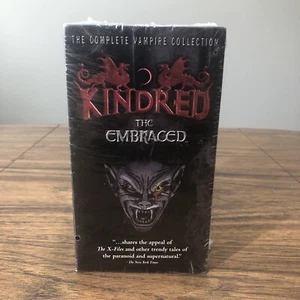 THE COMPLETE VAMPIRE COLLECTION
KINDRED
THE
EMBRACED
"...shares the appeal of
The X-Files and other trendy tales of
the paranoid and supernatural."
The New York Times